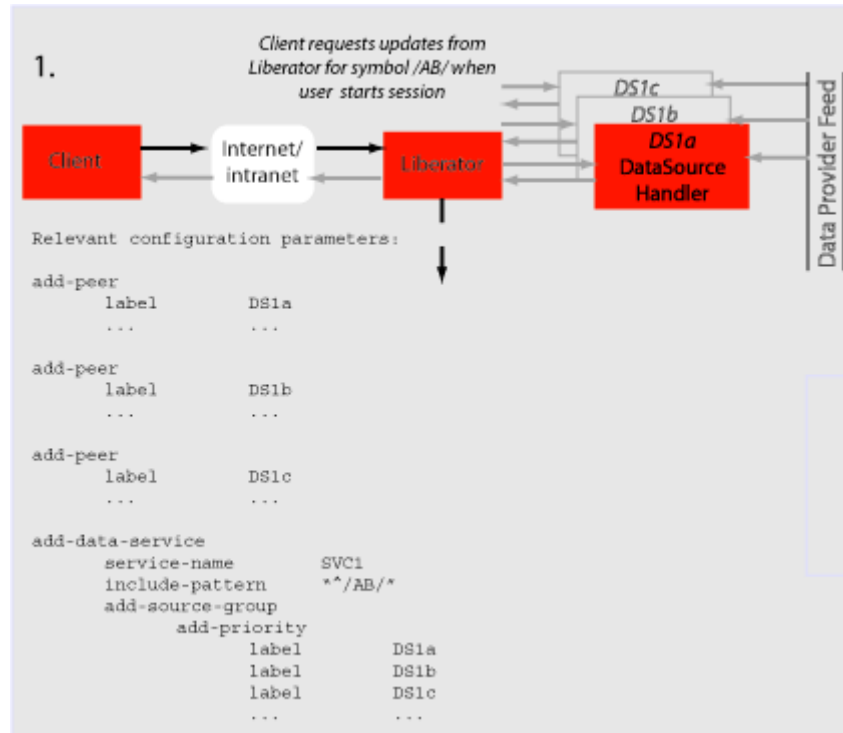 1.
Client requests updates from
Liberator for symbol /AB/ when
user starts session
DS1c
DS1b
DS1a
DataSource
Handler
Client
Internet/
intranet
Liberator
Data Provider Feed
Relevant configuration parameters:
add-peer
label DS1a
... ...
add-peer
label DS1b
... ...
add-peer
label DS1c
... ...
add-data-service
service-name SVC1
include-pattern "^/AB/"
add-source-group
add-priority
label DS1a
label DS1b
label DS1c
... ...